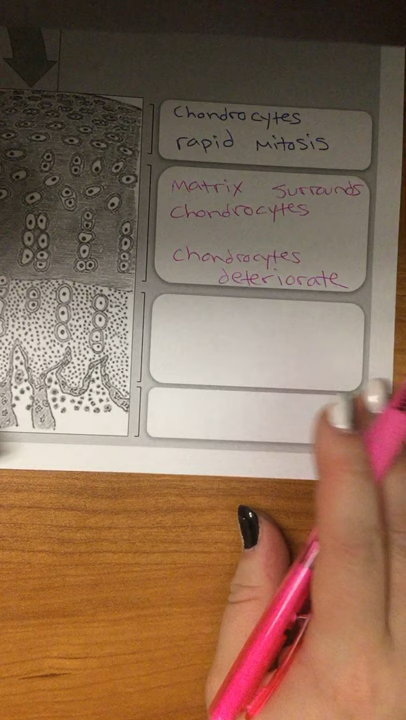 Chondrocytes
rapid mitosis
Matrix surrounds
Chondrocytes
Chondrocytes
deteriorate